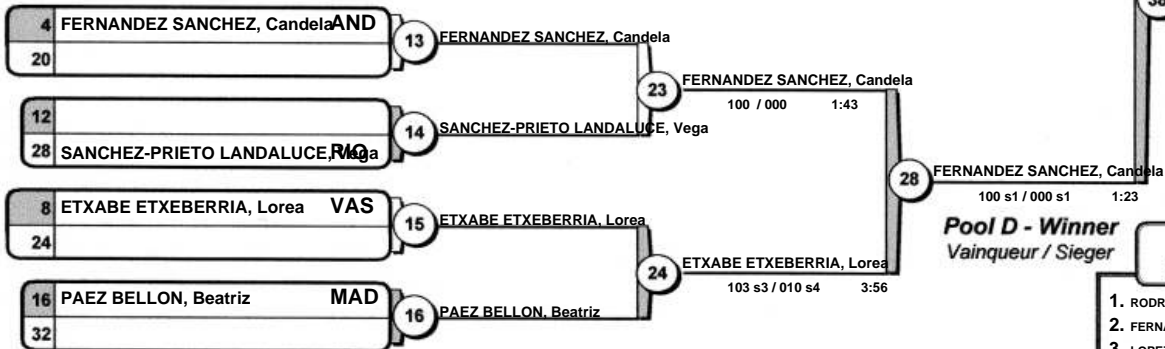 4 FERNANDEZ SANCHEZ, Candela AND
20
13 FERNANDEZ SANCHEZ, Candela
12
28 SANCHEZ-PRIETO LANDALUCE, Vega RIO
14 SANCHEZ-PRIETO LANDALUCE, Vega
23 FERNANDEZ SANCHEZ, Candela
100 / 000 1:43
8 ETXABE ETXEBERRIA, Lorea VAS
24
15 ETXABE ETXEBERRIA, Lorea
16 PAEZ BELLON, Beatriz MAD
32
16 PAEZ BELLON, Beatriz
24 ETXABE ETXEBERRIA, Lorea
103 s3 / 010 s4 3:56
28 FERNANDEZ SANCHEZ, Candela
100 s1 / 000 s1 1:23
Pool D - Winner
Vainqueur / Sieger
1.
2.
3.